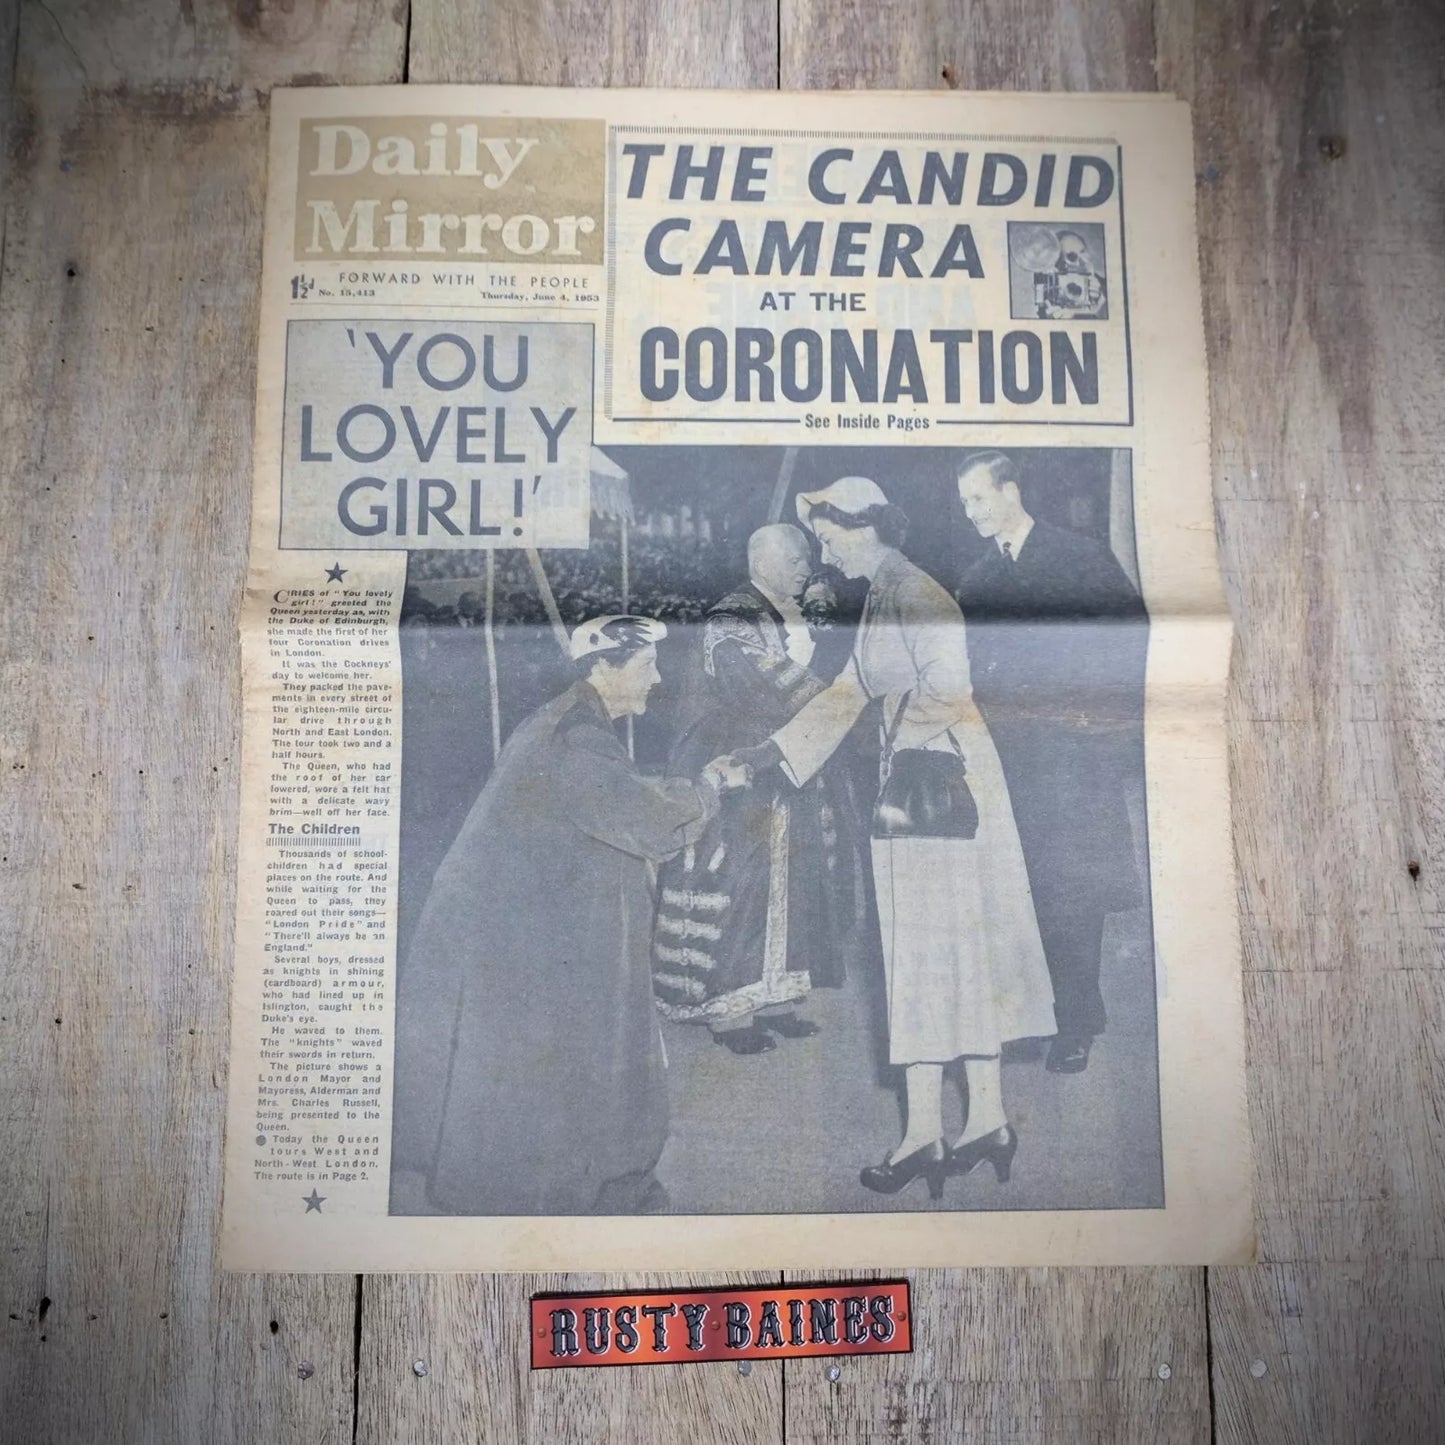 Daily
Mirror
1½d FORWARD WITH THE PEOPLE
No. 15,413 Thursday, June 4, 1953
THE CANDID
CAMERA
AT THE
CORONATION
See Inside Pages
'YOU
LOVELY
GIRL!'
CRIES of "You lovely
girl!" greeted the
Queen yesterday as, with
the Duke of Edinburgh,
she made the first of her
four Coronation drives
in London.
It was the Cockneys'
day to welcome her.
They packed the pave-
ments in every street of
the eighteen-mile circu-
lar drive through
North and East London.
The tour took two and a
half hours.
The Queen, who had
the roof of her car
lowered, wore a felt hat
with a delicate wavy
brim—well off her face.
The Children
Thousands of school-
children had special
places on the route. And
while waiting for the
Queen to pass, they
roared out their songs—
"London Pride" and
"There'll always be an
England."
Several boys, dressed
as knights in shining
(cardboard) armour,
who had lined up in
Islington, caught the
Duke's eye.
He waved to them.
The "knights" waved
their swords in return.
The picture shows a
London Mayor and
Mayoress, Alderman and
Mrs. Charles Russell,
being presented to the
Queen.
● Today the Queen
tours West and
North-West London.
The route is in Page 2.
RUSTY BAINES